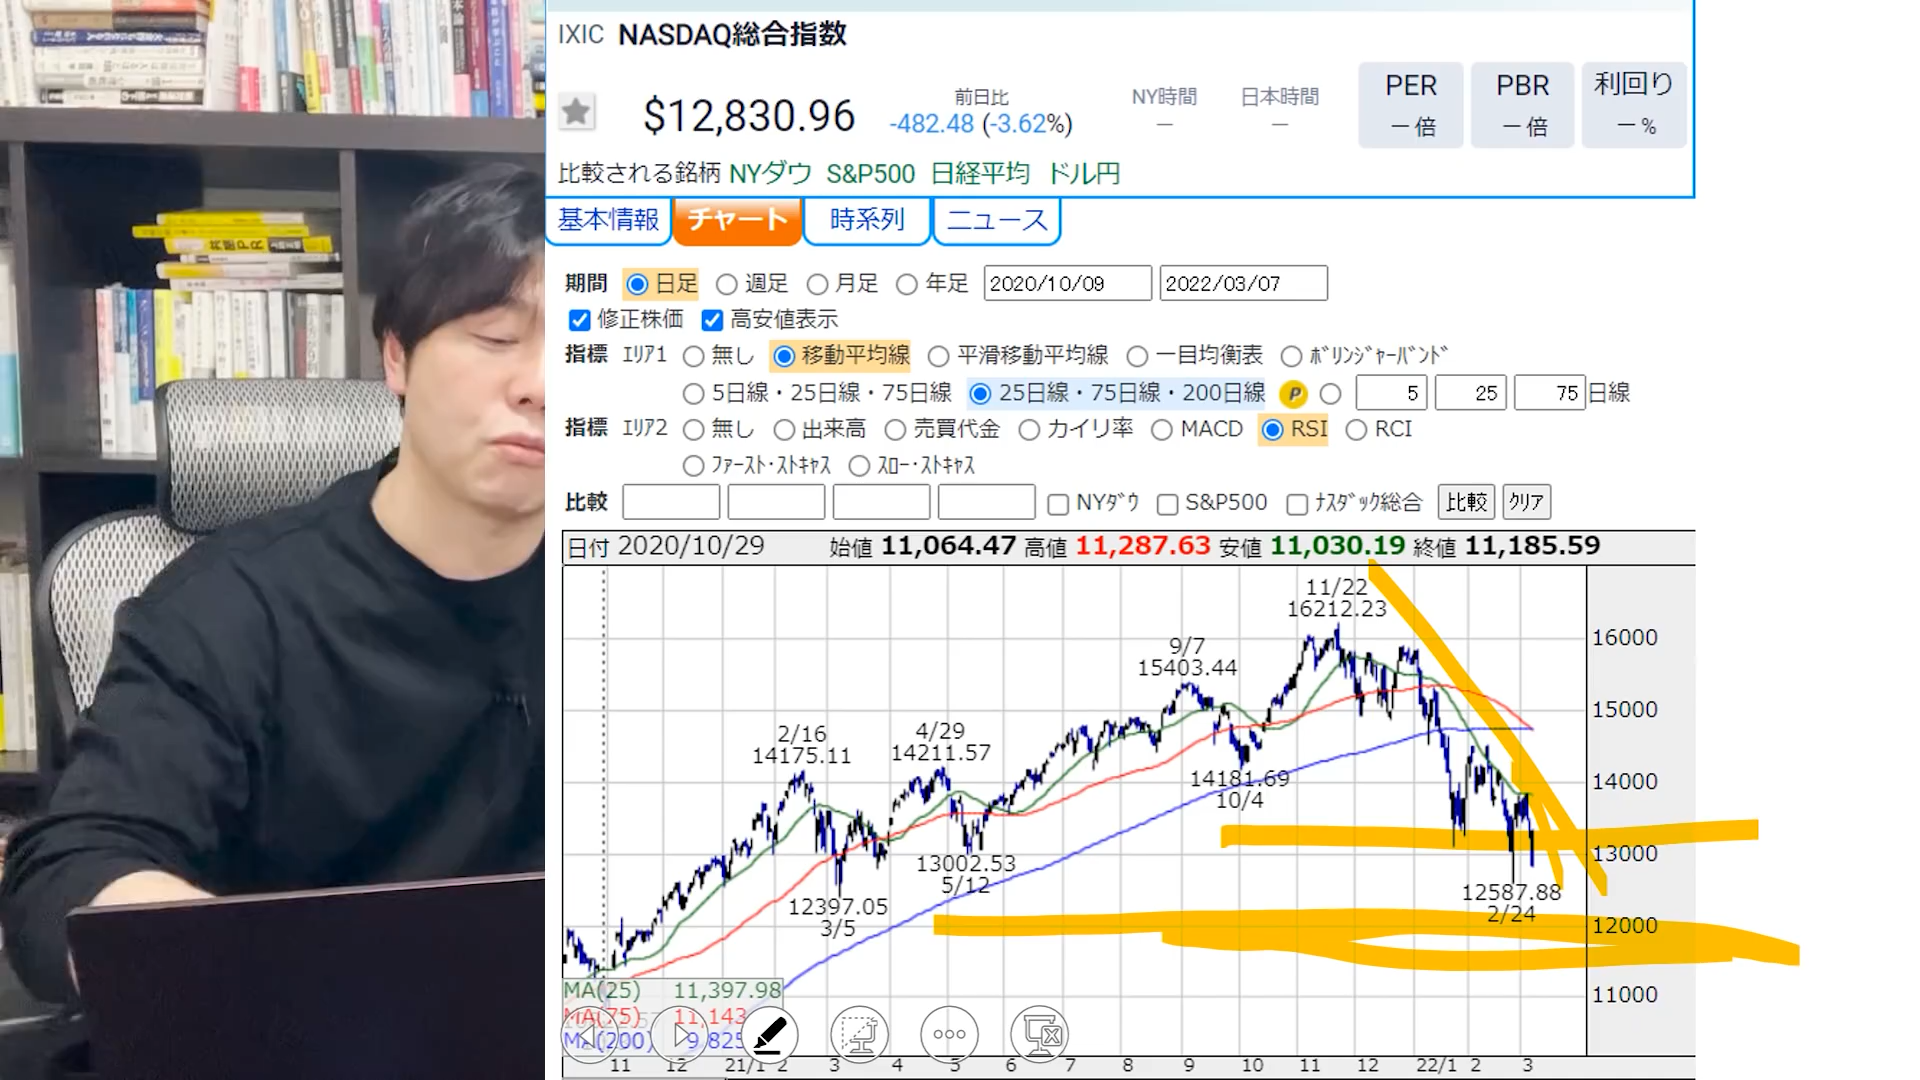 IXIC NASDAQ総合指数
$12,830.96
前日比
-482.48 (-3.62%)
NY時間
―
日本時間
―
PER
― 倍
PBR
― 倍
利回り
― %
比較される銘柄 NYダウ S&P500 日経平均 ドル円
基本情報 チャート 時系列 ニュース
期間 日足 週足 月足 年足 2020/10/09 2022/03/07
修正株価 高安値表示
指標 ｴﾘｱ1 無し 移動平均線 平滑移動平均線 一目均衡表 ﾎﾞﾘﾝｼﾞｬｰﾊﾞﾝﾄﾞ
5日線・25日線・75日線 25日線・75日線・200日線 P 5 25 75 日線
指標 ｴﾘｱ2 無し 出来高 売買代金 カイリ率 MACD RSI RCI
ﾌｧｰｽﾄ･ｽﾄｷｬｽ ｽﾛｰ･ｽﾄｷｬｽ
比較 NYﾀﾞｳ S&P500 ﾅｽﾀﾞｯｸ総合 比較 ｸﾘｱ
日付 2020/10/29 始値 11,064.47 高値 11,287.63 安値 11,030.19 終値 11,185.59
11/22
16212.23
9/7
15403.44
2/16
14175.11
4/29
14211.57
14181.69
10/4
13002.53
5/12
12397.05
3/5
12587.88
2/24
16000
15000
14000
13000
12000
11000
MA(25) 11,397.98
MA(75) 11,143
MA(200) 9,825
11 12 21/1 2 3 4 5 6 7 8 9 10 11 12 22/1 2 3